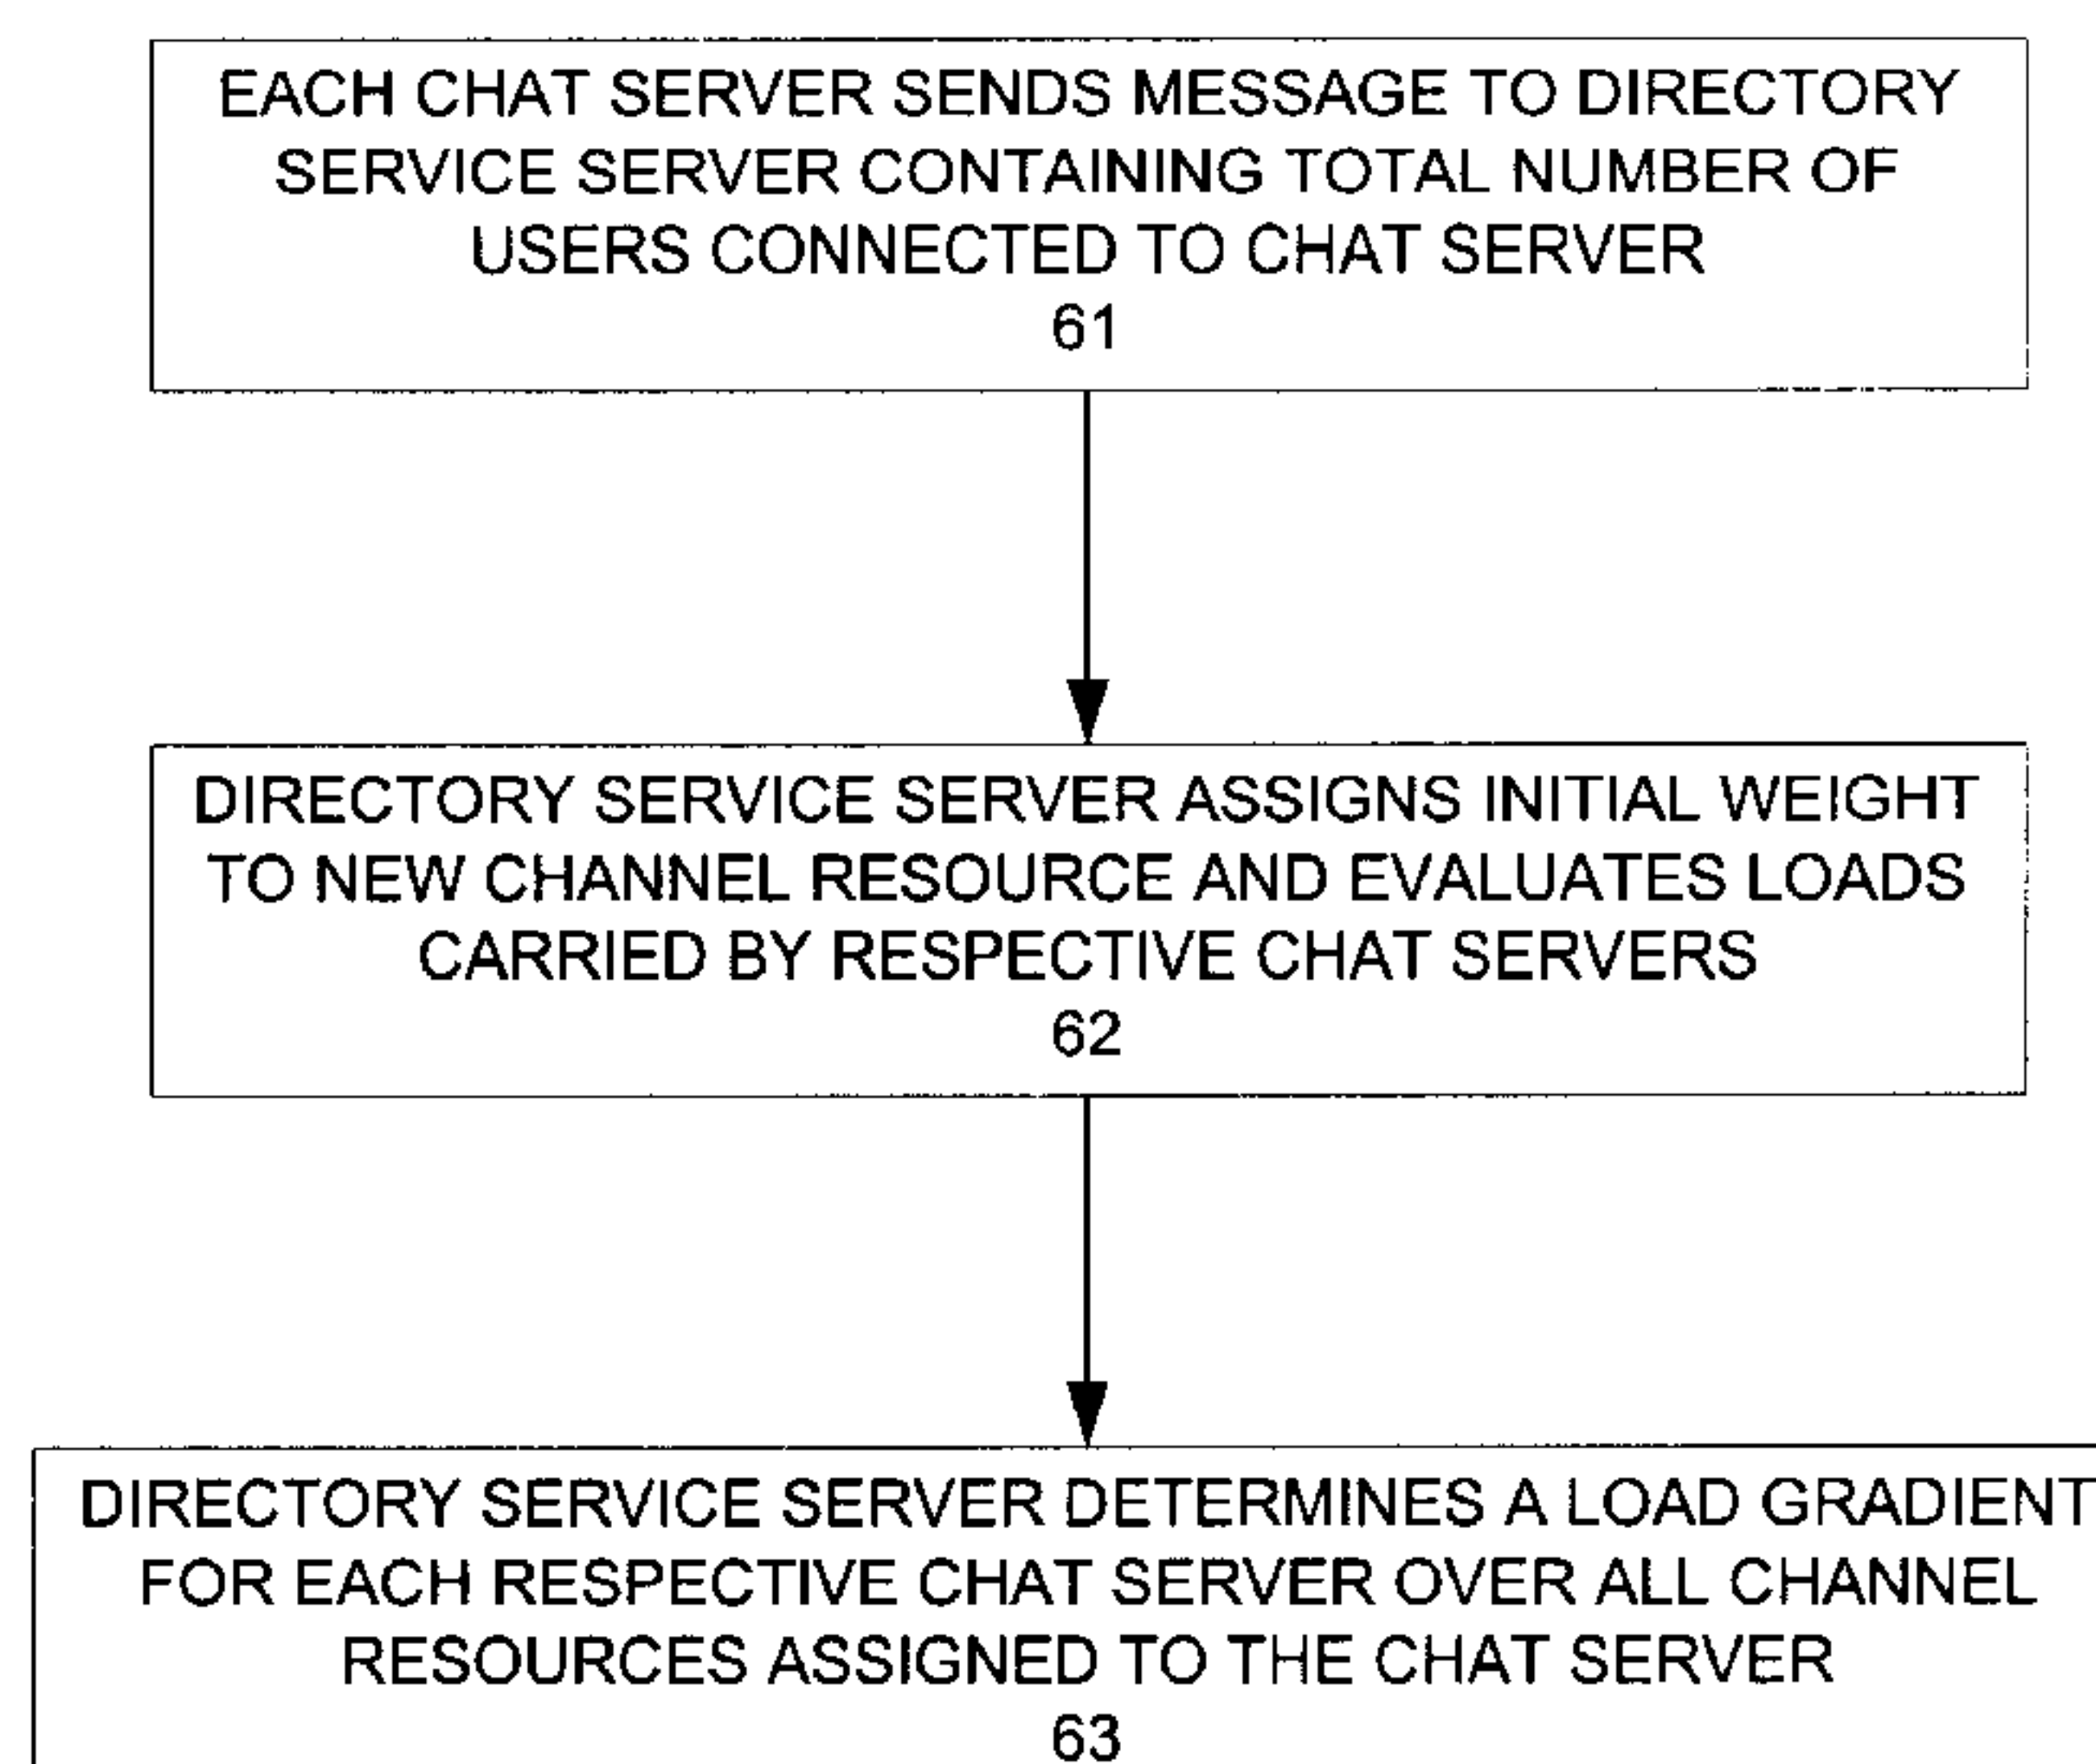 EACH CHAT SERVER SENDS MESSAGE TO DIRECTORY
SERVICE SERVER CONTAINING TOTAL NUMBER OF
USERS CONNECTED TO CHAT SERVER
61
DIRECTORY SERVICE SERVER ASSIGNS INITIAL WEIGHT
TO NEW CHANNEL RESOURCE AND EVALUATES LOADS
CARRIED BY RESPECTIVE CHAT SERVERS
62
DIRECTORY SERVICE SERVER DETERMINES A LOAD GRADIENT
FOR EACH RESPECTIVE CHAT SERVER OVER ALL CHANNEL
RESOURCES ASSIGNED TO THE CHAT SERVER
63